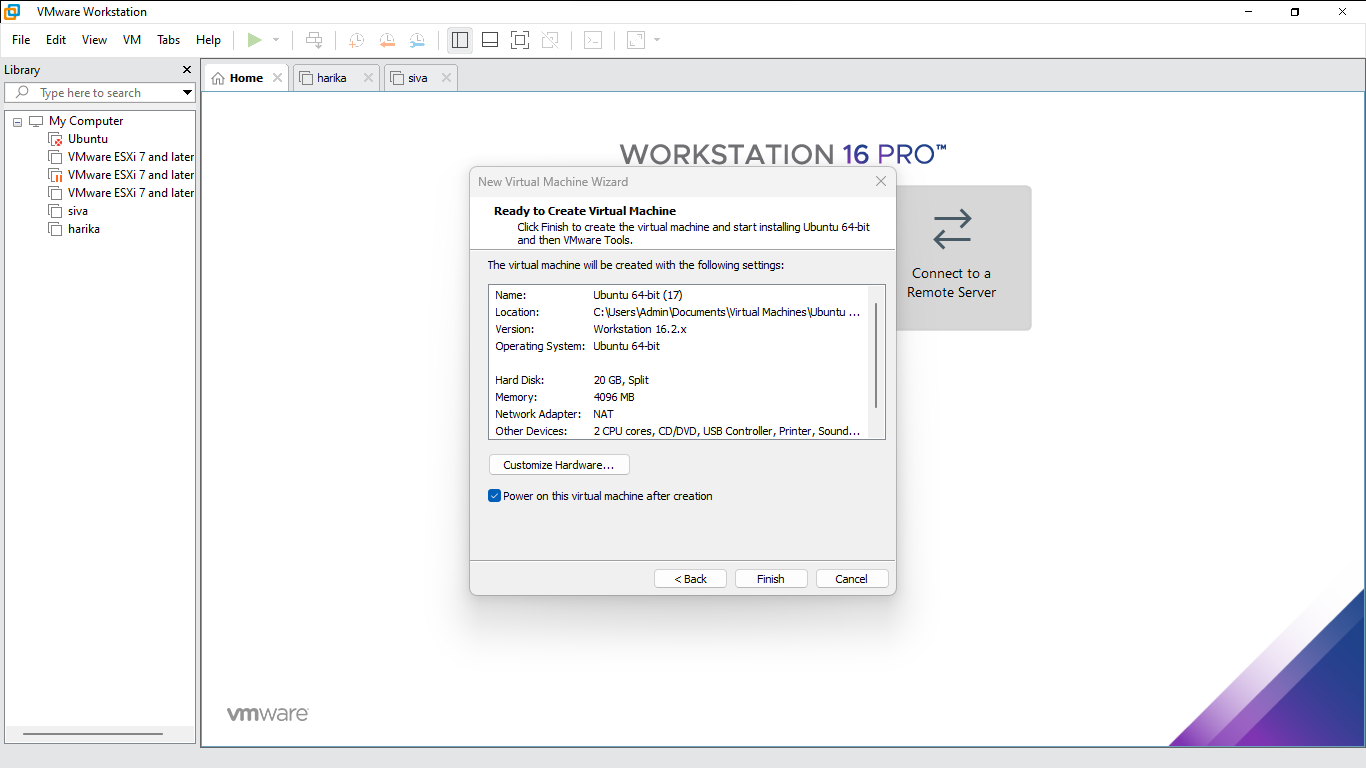 VMware Workstation
File Edit View VM Tabs Help
Library
Type here to search
My Computer
Ubuntu
VMware ESXi 7 and later
VMware ESXi 7 and later
VMware ESXi 7 and later
siva
harika
Home harika siva
WORKSTATION 16 PRO™
Connect to a
Remote Server
New Virtual Machine Wizard
Ready to Create Virtual Machine
Click Finish to create the virtual machine and start installing Ubuntu 64-bit
and then VMware Tools.
The virtual machine will be created with the following settings:
Name: Ubuntu 64-bit (17)
Location: C:\Users\Admin\Documents\Virtual Machines\Ubuntu ...
Version: Workstation 16.2.x
Operating System: Ubuntu 64-bit
Hard Disk: 20 GB, Split
Memory: 4096 MB
Network Adapter: NAT
Other Devices: 2 CPU cores, CD/DVD, USB Controller, Printer, Sound...
Customize Hardware...
Power on this virtual machine after creation
< Back Finish Cancel
vmware